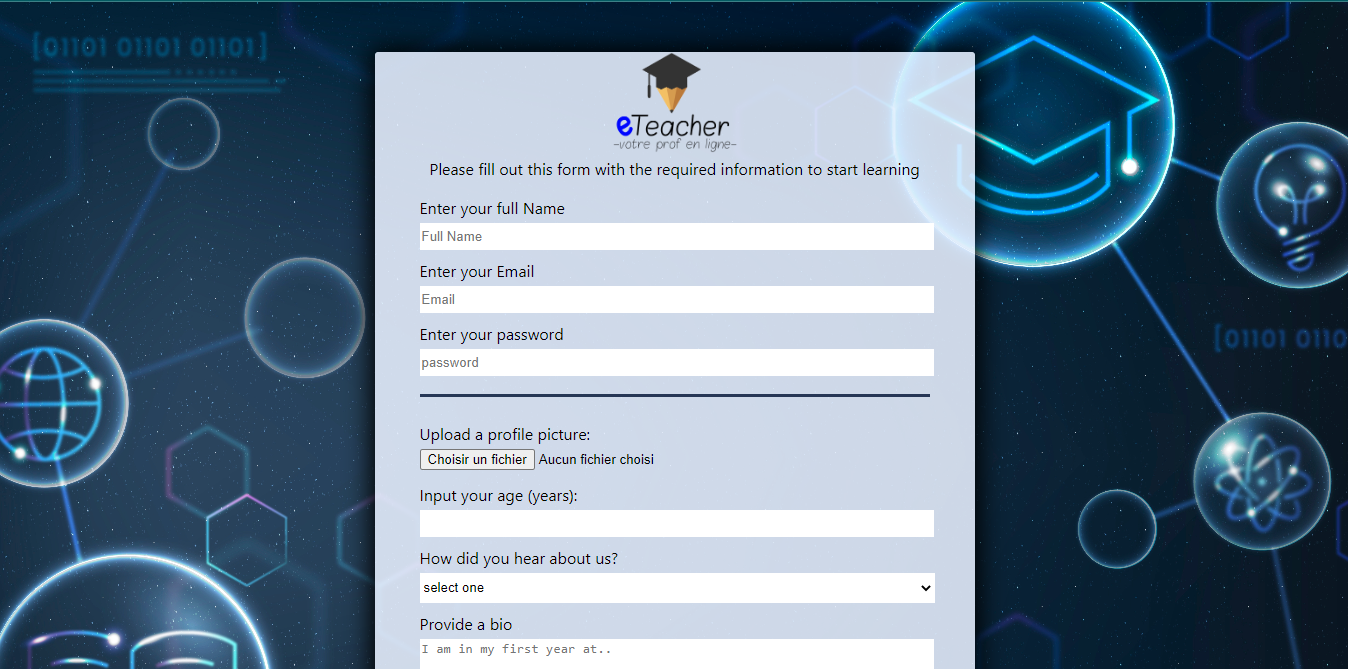 [01101 01101 01101]
eTeacher
-votre prof en ligne-
Please fill out this form with the required information to start learning
Enter your full Name
Full Name
Enter your Email
Email
Enter your password
password
[01101 0110
Upload a profile picture:
Choisir un fichier Aucun fichier choisi
Input your age (years):
How did you hear about us?
select one
Provide a bio
I am in my first year at..